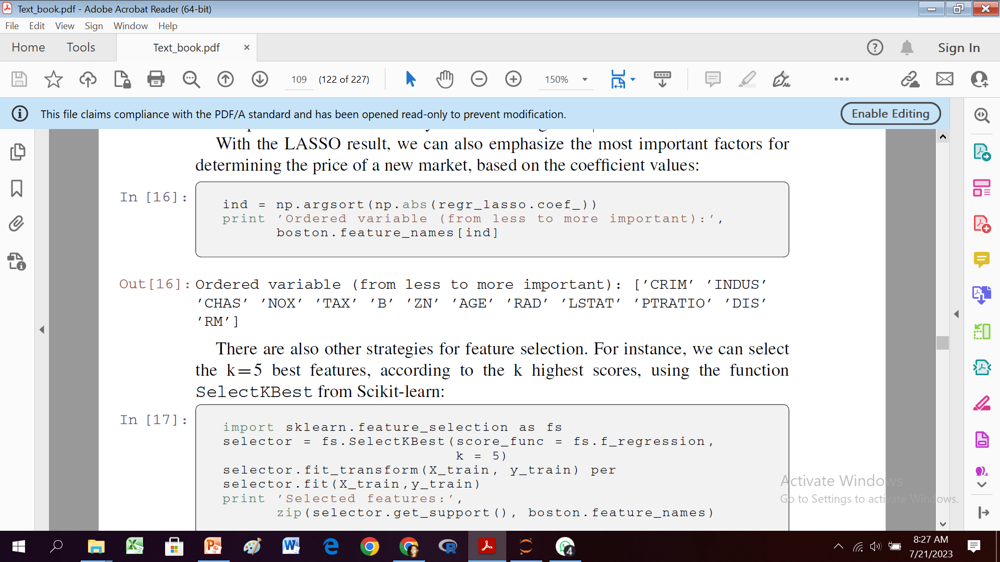 Text_book.pdf - Adobe Acrobat Reader (64-bit)
File Edit View Sign Window Help
Home Tools Text_book.pdf × Sign In
109 (122 of 227) 150%
This file claims compliance with the PDF/A standard and has been opened read-only to prevent modification. Enable Editing
With the LASSO result, we can also emphasize the most important factors for
determining the price of a new market, based on the coefficient values:
In [16]: ind = np.argsort(np.abs(regr_lasso.coef_))
print ’Ordered variable (from less to more important):’,
boston.feature_names[ind]
Out[16]: Ordered variable (from less to more important): [’CRIM’ ’INDUS’
’CHAS’ ’NOX’ ’TAX’ ’B’ ’ZN’ ’AGE’ ’RAD’ ’LSTAT’ ’PTRATIO’ ’DIS’
’RM’]
There are also other strategies for feature selection. For instance, we can select
the k=5 best features, according to the k highest scores, using the function
SelectKBest from Scikit-learn:
In [17]: import sklearn.feature_selection as fs
selector = fs.SelectKBest(score_func = fs.f_regression,
k = 5)
selector.fit_transform(X_train, y_train) per
selector.fit(X_train,y_train)
print ’Selected features:’,
zip(selector.get_support(), boston.feature_names)
Activate Windows
Go to Settings to activate Windows.
4
8:27 AM
7/21/2023